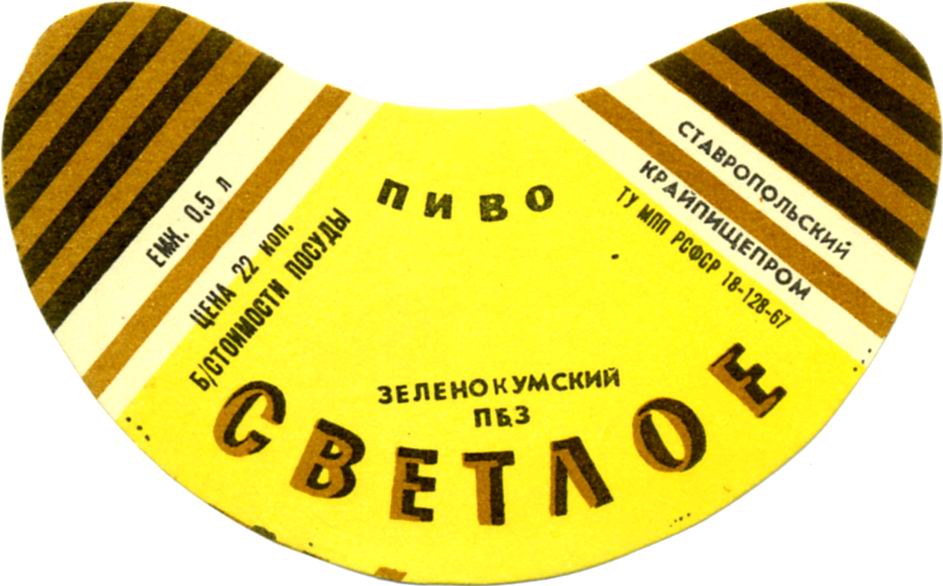 ЕМК. 0,5 л
ЦЕНА 22 коп.
Б/СТОИМОСТИ ПОСУДЫ
ПИВО
СТАВРОПОЛЬСКИЙ
КРАЙПИЩЕПРОМ
ТУ МПП РСФСР 18-128-67
ЗЕЛЕНОКУМСКИЙ
ПБЗ
СВЕТЛОЕ